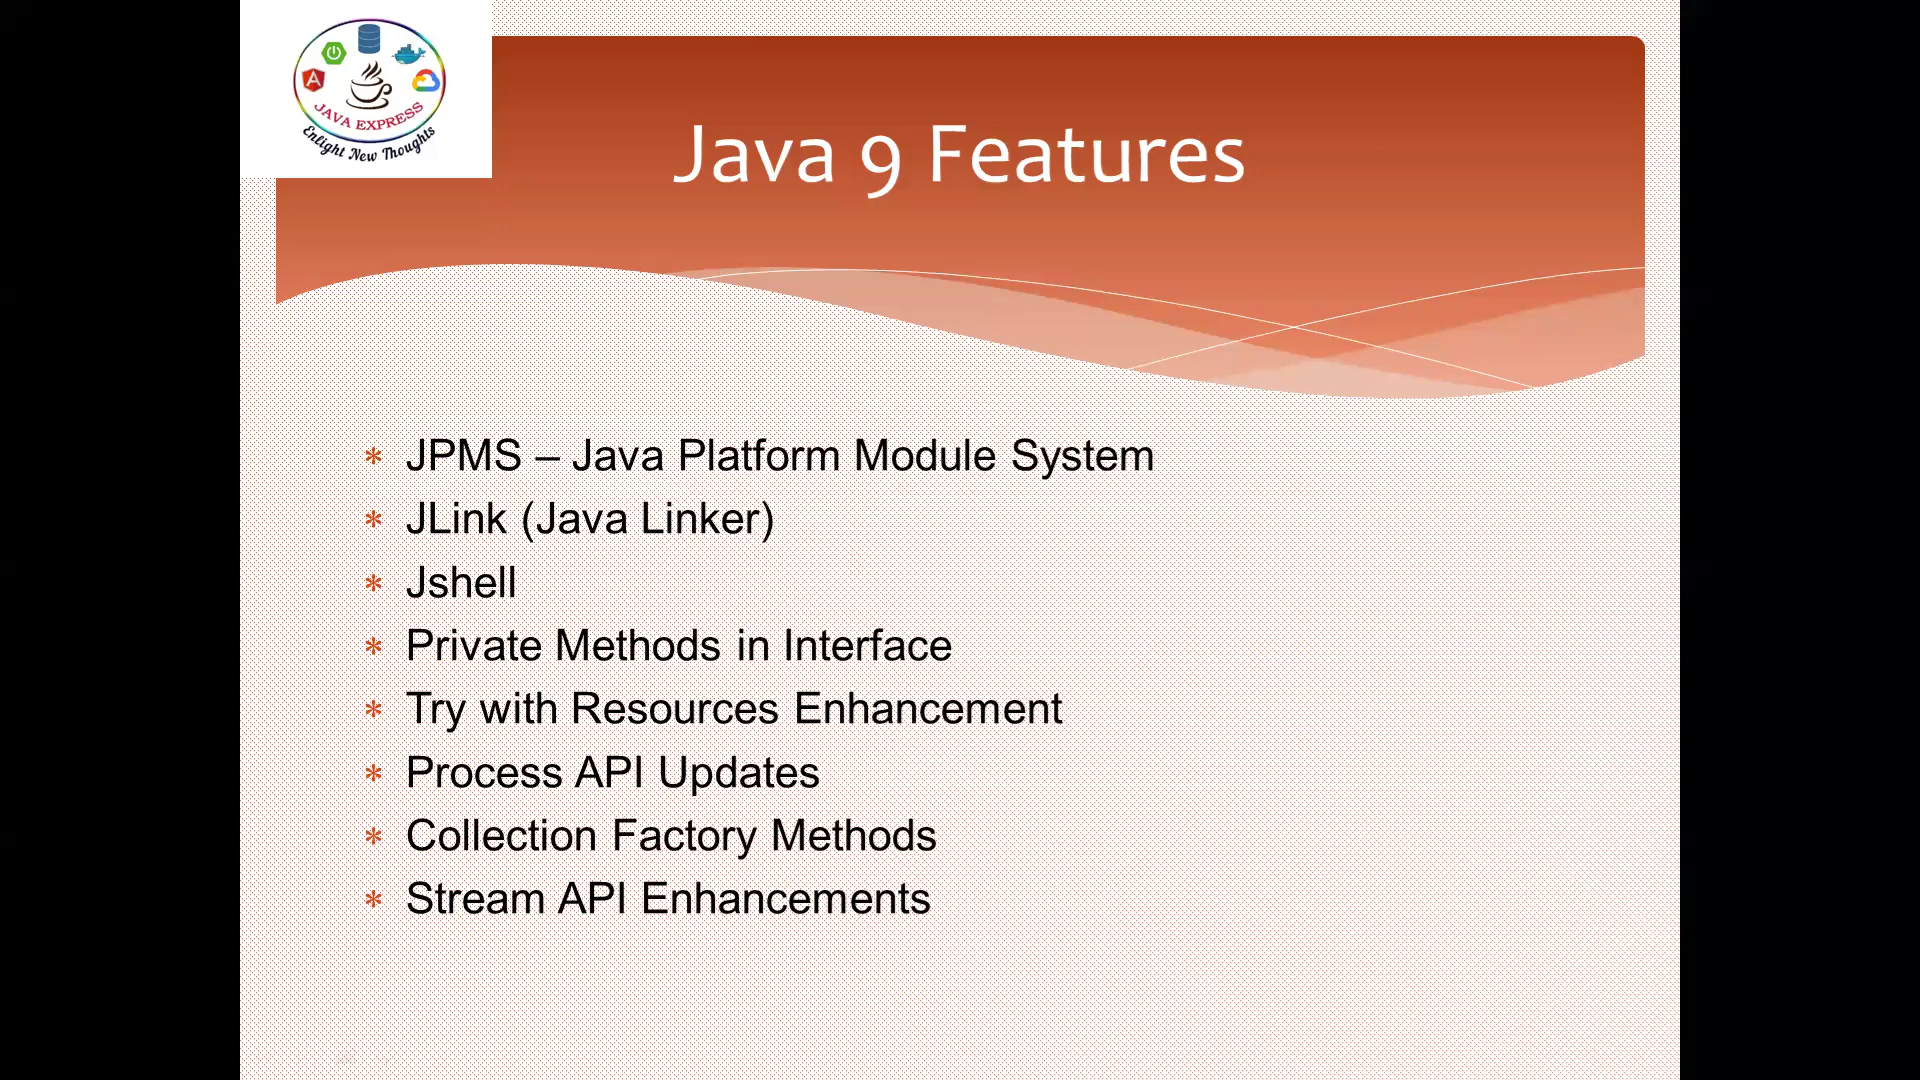 JAVA EXPRESS
Enlight New Thoughts
Java 9 Features
* JPMS – Java Platform Module System
* JLink (Java Linker)
* Jshell
* Private Methods in Interface
* Try with Resources Enhancement
* Process API Updates
* Collection Factory Methods
* Stream API Enhancements